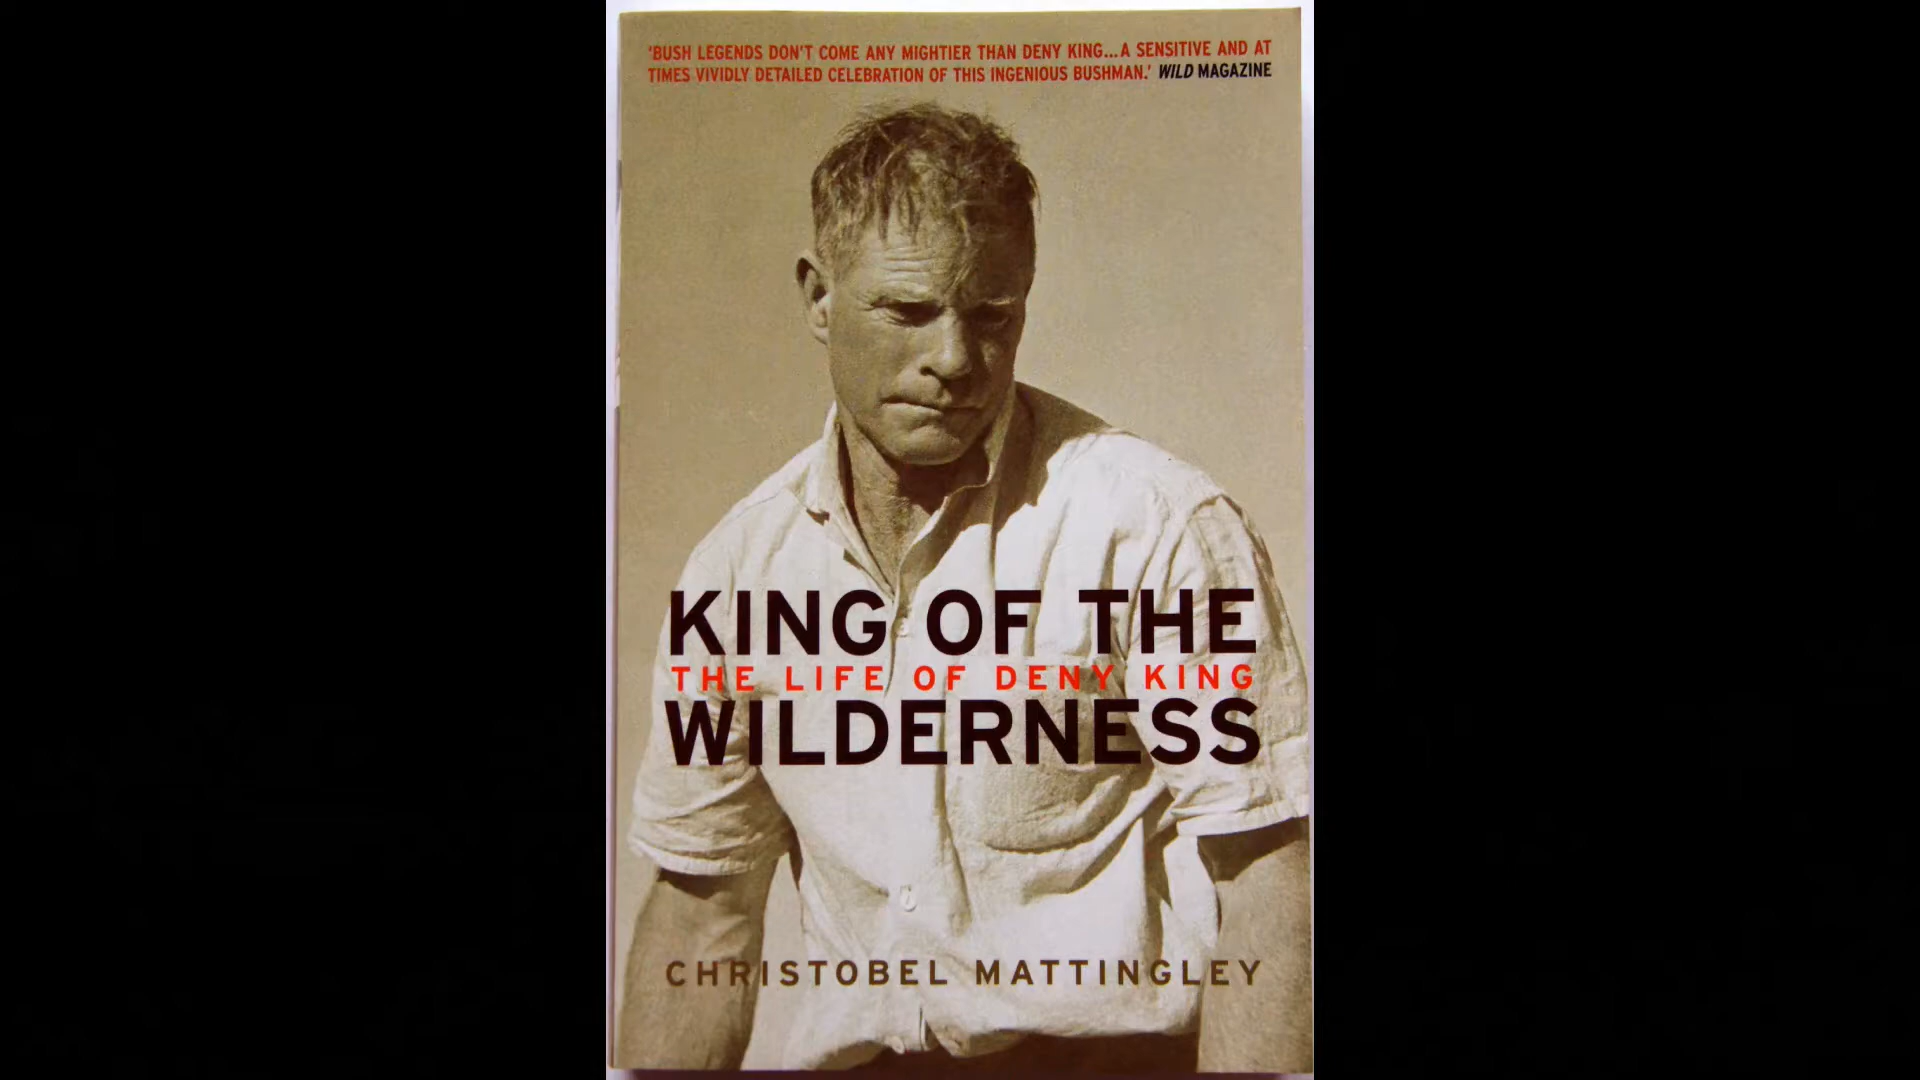 'BUSH LEGENDS DON'T COME ANY MIGHTIER THAN DENY KING...A SENSITIVE AND AT
TIMES VIVIDLY DETAILED CELEBRATION OF THIS INGENIOUS BUSHMAN.' WILD MAGAZINE
KING OF THE
THE LIFE OF DENY KING
WILDERNESS
CHRISTOBEL MATTINGLEY